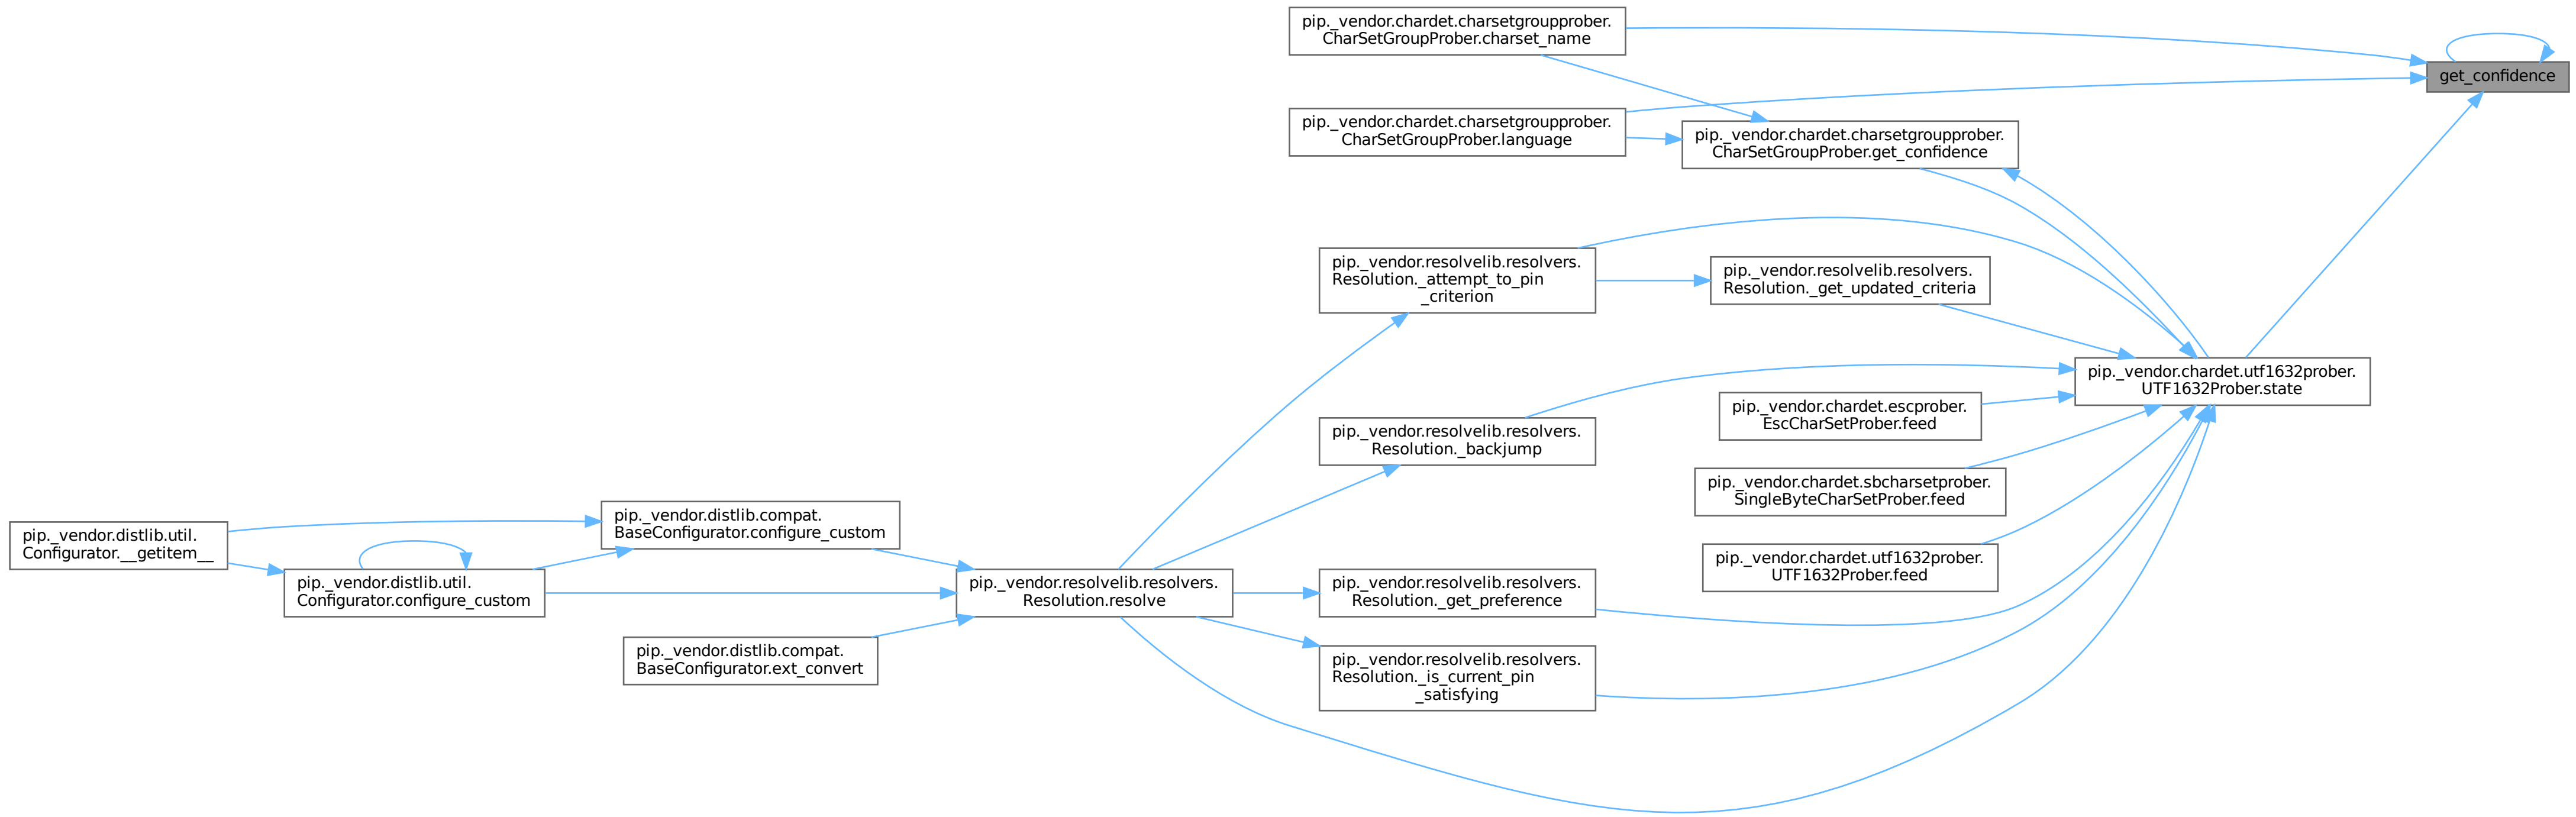 pip._vendor.chardet.charsetgroupprober.
CharSetGroupProber.charset_name
get_confidence
pip._vendor.chardet.charsetgroupprober.
CharSetGroupProber.language
pip._vendor.chardet.charsetgroupprober.
CharSetGroupProber.get_confidence
pip._vendor.resolvelib.resolvers.
Resolution._attempt_to_pin
_criterion
pip._vendor.resolvelib.resolvers.
Resolution._get_updated_criteria
pip._vendor.chardet.utf1632prober.
UTF1632Prober.state
pip._vendor.chardet.escprober.
EscCharSetProber.feed
pip._vendor.resolvelib.resolvers.
Resolution._backjump
pip._vendor.chardet.sbcharsetprober.
SingleByteCharSetProber.feed
pip._vendor.distlib.compat.
BaseConfigurator.configure_custom
pip._vendor.distlib.util.
Configurator.__getitem__
pip._vendor.chardet.utf1632prober.
UTF1632Prober.feed
pip._vendor.distlib.util.
Configurator.configure_custom
pip._vendor.resolvelib.resolvers.
Resolution.resolve
pip._vendor.resolvelib.resolvers.
Resolution._get_preference
pip._vendor.distlib.compat.
BaseConfigurator.ext_convert
pip._vendor.resolvelib.resolvers.
Resolution._is_current_pin
_satisfying